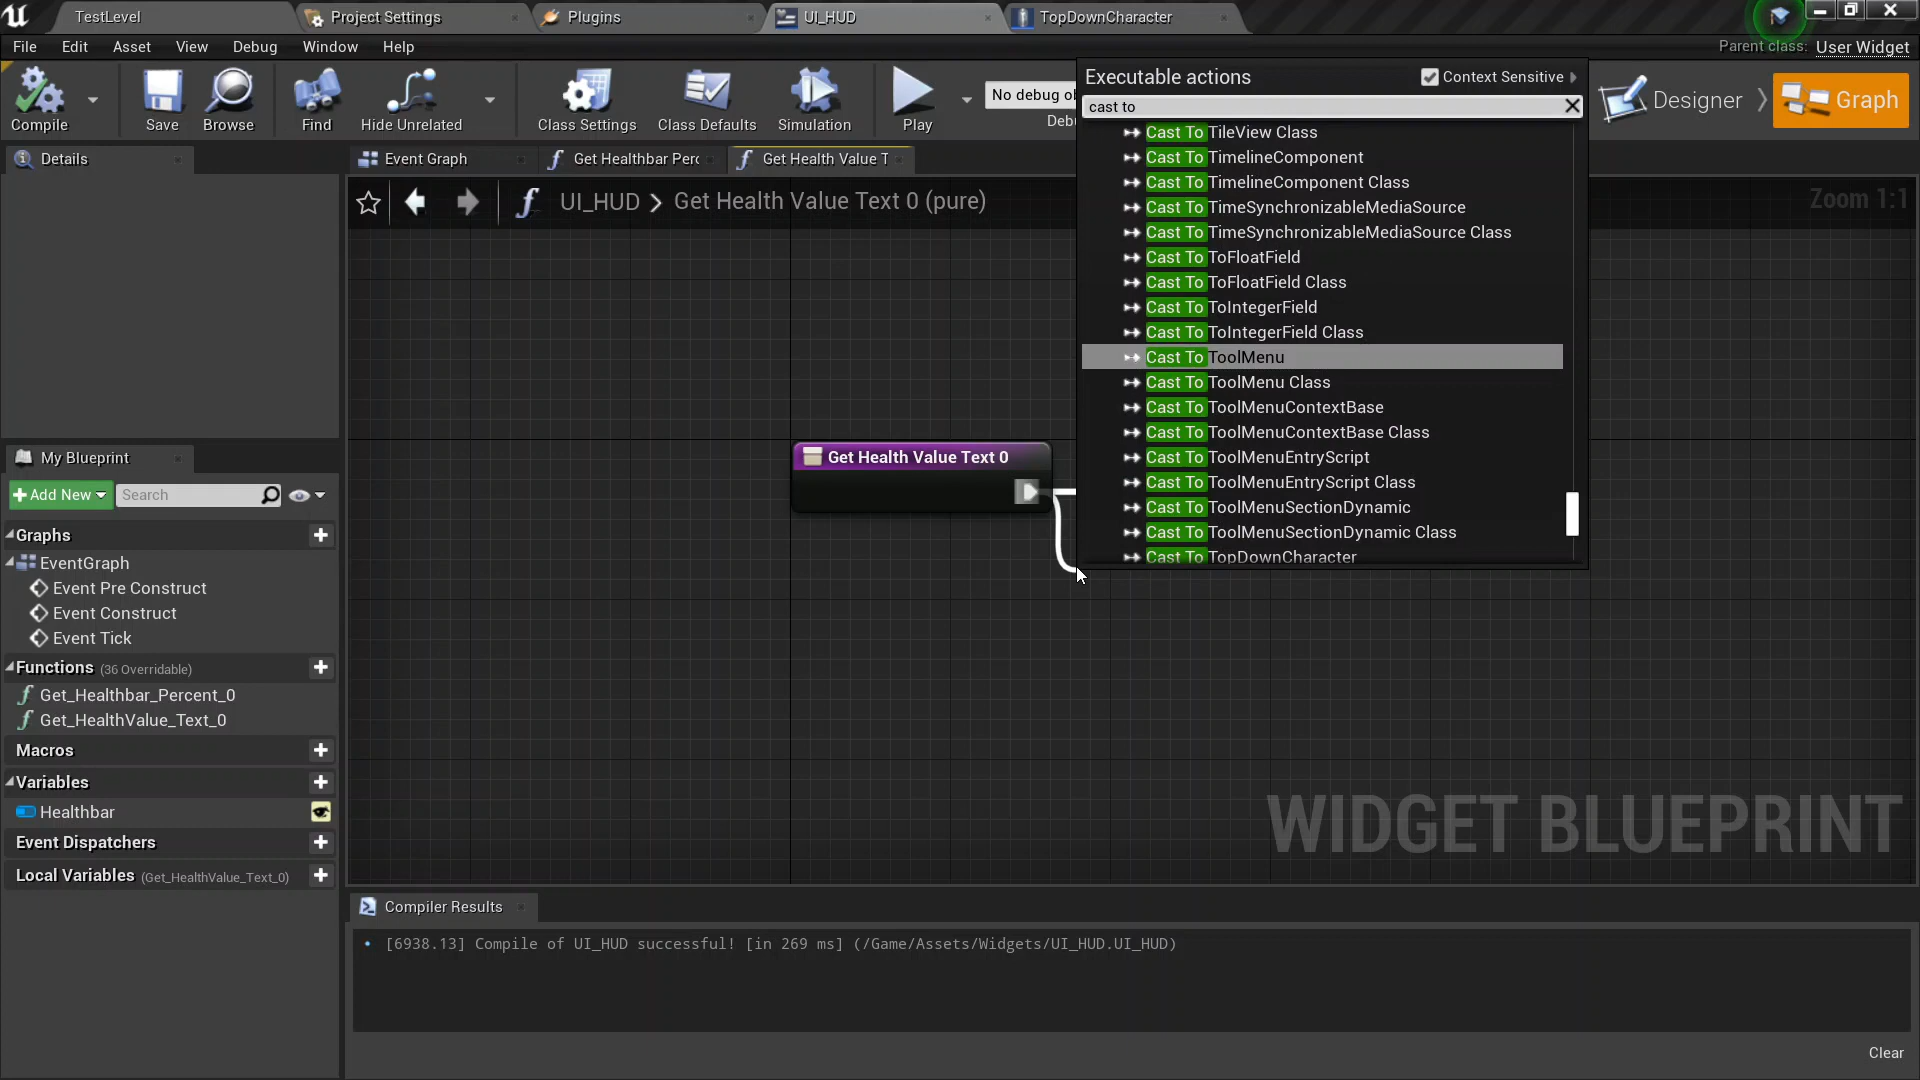 TestLevel
Project Settings
Plugins
UI_HUD
TopDownCharacter
File Edit Asset View Debug Window Help
Parent class: User Widget
Compile
Save
Browse
Find
Hide Unrelated
Class Settings
Class Defaults
Simulation
Play
No debug ob
Debu
Designer
Graph
Executable actions
Context Sensitive
cast to
Cast To TileView Class
Cast To TimelineComponent
Cast To TimelineComponent Class
Cast To TimeSynchronizableMediaSource
Cast To TimeSynchronizableMediaSource Class
Cast To ToFloatField
Cast To ToFloatField Class
Cast To ToIntegerField
Cast To ToIntegerField Class
Cast To ToolMenu
Cast To ToolMenu Class
Cast To ToolMenuContextBase
Cast To ToolMenuContextBase Class
Cast To ToolMenuEntryScript
Cast To ToolMenuEntryScript Class
Cast To ToolMenuSectionDynamic
Cast To ToolMenuSectionDynamic Class
Cast To TopDownCharacter
Details
Event Graph
Get Healthbar Perc
Get Health Value T
UI_HUD > Get Health Value Text 0 (pure)
Zoom 1:1
Get Health Value Text 0
My Blueprint
Add New
Search
Graphs
EventGraph
Event Pre Construct
Event Construct
Event Tick
Functions (36 Overridable)
Get_Healthbar_Percent_0
Get_HealthValue_Text_0
Macros
Variables
Healthbar
Event Dispatchers
Local Variables (Get_HealthValue_Text_0)
WIDGET BLUEPRINT
Compiler Results
[6938.13] Compile of UI_HUD successful! [in 269 ms] (/Game/Assets/Widgets/UI_HUD.UI_HUD)
Clear